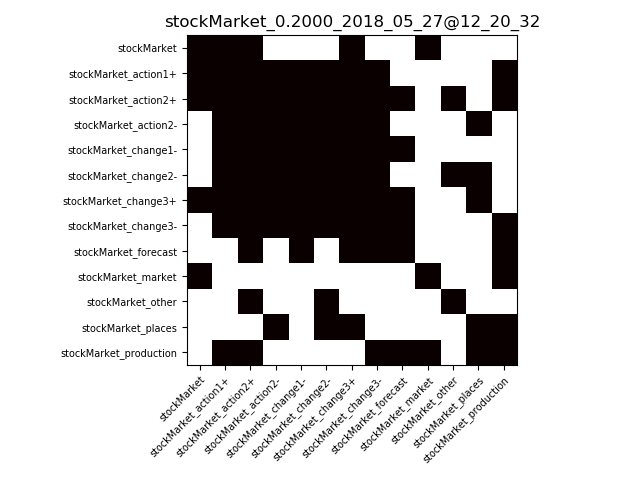 stockMarket_0.2000_2018_05_27@12_20_32
stockMarket
stockMarket_action1+
stockMarket_action2+
stockMarket_action2-
stockMarket_change1-
stockMarket_change2-
stockMarket_change3+
stockMarket_change3-
stockMarket_forecast
stockMarket_market
stockMarket_other
stockMarket_places
stockMarket_production
stockMarket
stockMarket_action1+
stockMarket_action2+
stockMarket_action2-
stockMarket_change1-
stockMarket_change2-
stockMarket_change3+
stockMarket_change3-
stockMarket_forecast
stockMarket_market
stockMarket_other
stockMarket_places
stockMarket_production